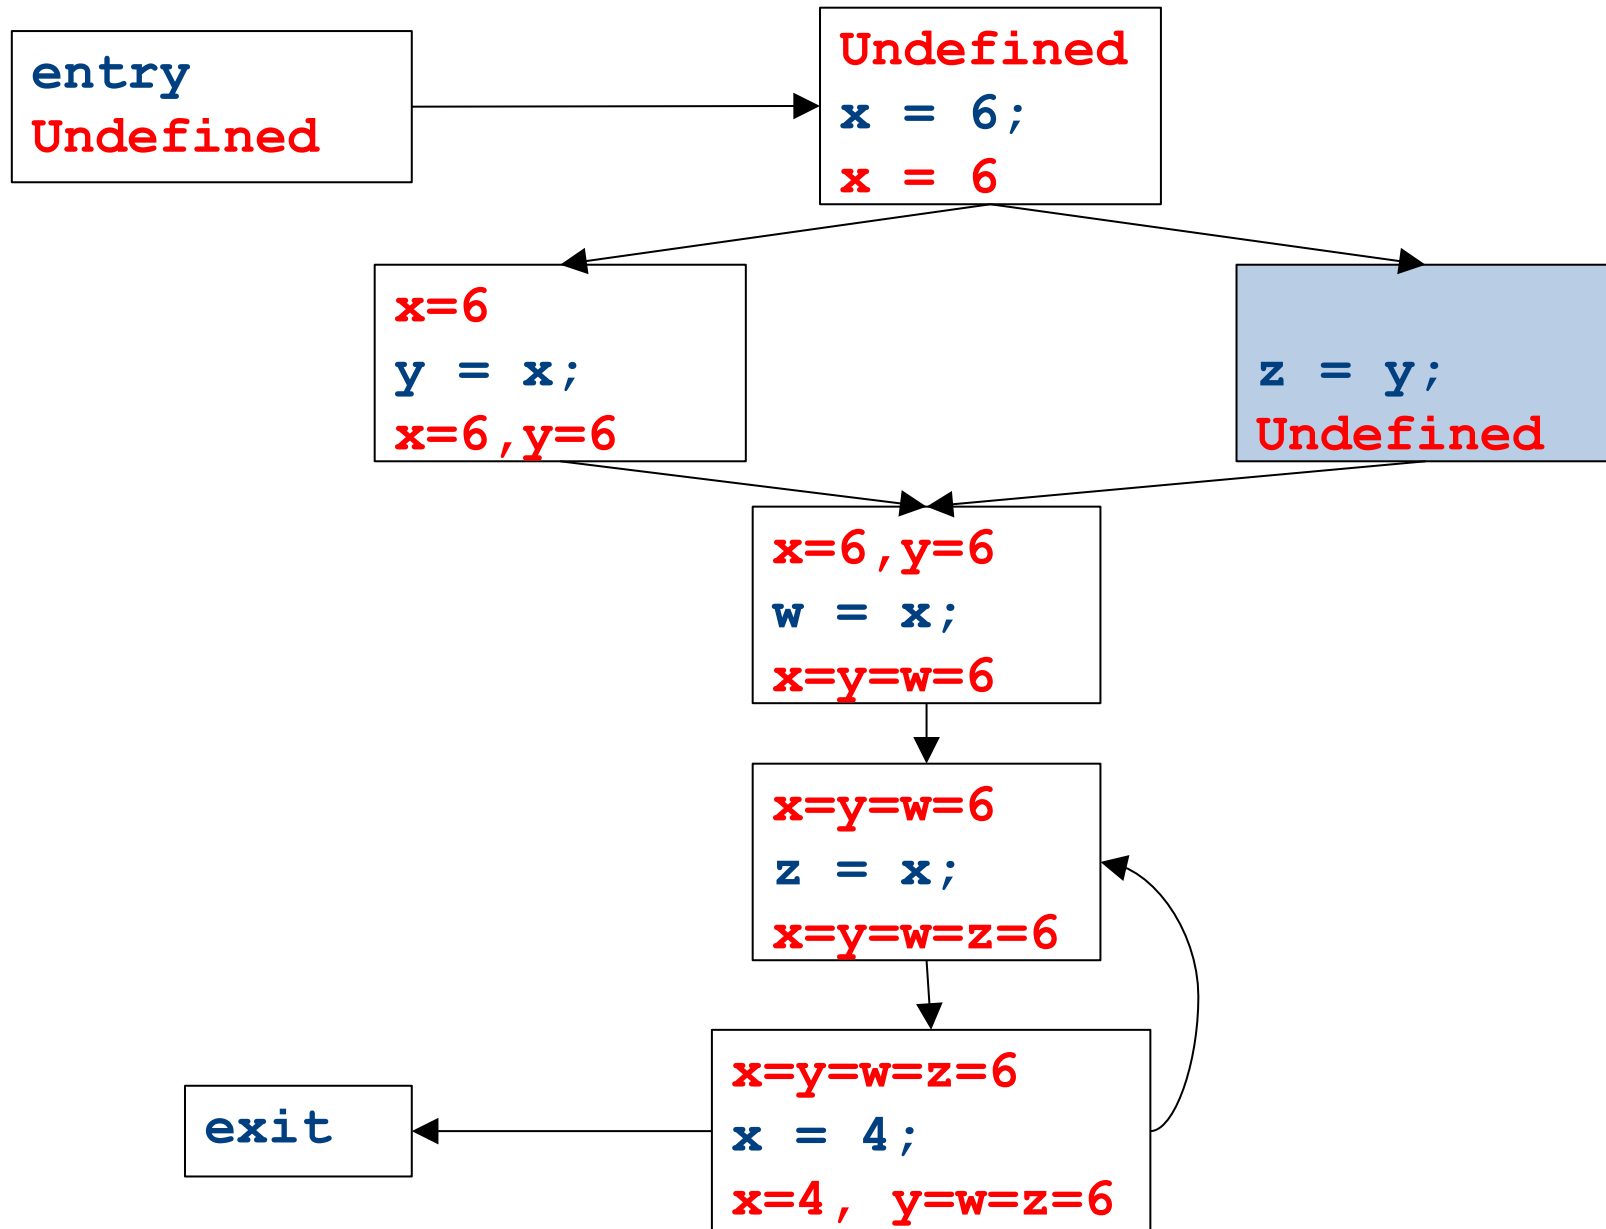 entry
Undefined
Undefined
x = 6;
x = 6
x=6
y = x;
x=6,y=6
z = y;
Undefined
x=6,y=6
w = x;
x=y=w=6
x=y=w=6
z = x;
x=y=w=z=6
x=y=w=z=6
x = 4;
x=4, y=w=z=6
exit